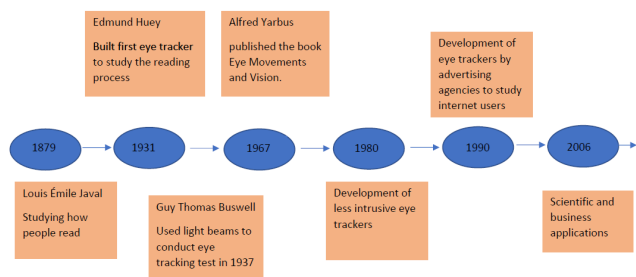 Edmund Huey
Built first eye tracker
to study the reading
process
Alfred Yarbus
published the book
Eye Movements
and Vision.
Development of
eye trackers by
advertising
agencies to study
internet users
1879
1931
1967
1980
1990
2006
Louis Émile Javal
Studying how
people read
Guy Thomas Buswell
Used light beams to
conduct eye
tracking test in 1937
Development of
less intrusive eye
trackers
Scientific and
business
applications